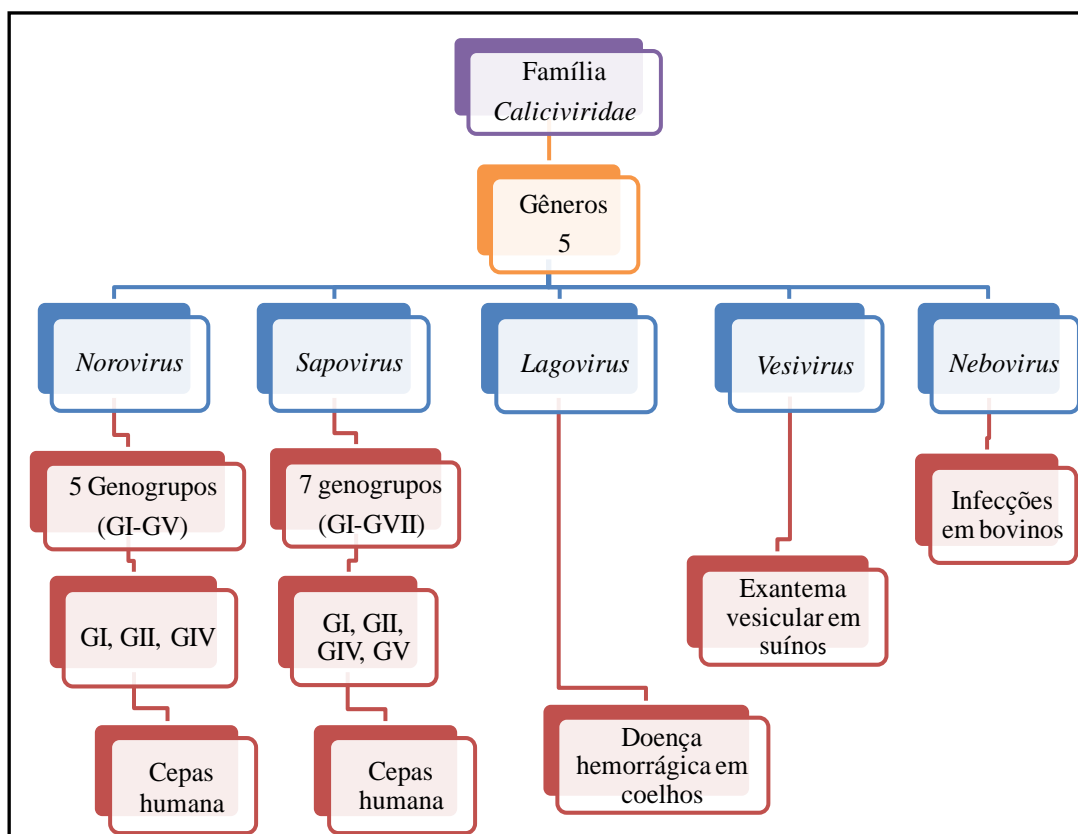 Família
Caliciviridae
Gêneros
5
Norovirus
Sapovirus
Lagovirus
Vesivirus
Nebovirus
5 Genogrupos
(GI-GV)
7 genogrupos
(GI-GVII)
Infecções
em bovinos
Exantema
vesicular em
suínos
GI, GII, GIV
GI, GII,
GIV, GV
Doença
hemorrágica em
coelhos
Cepas
humana
Cepas
humana